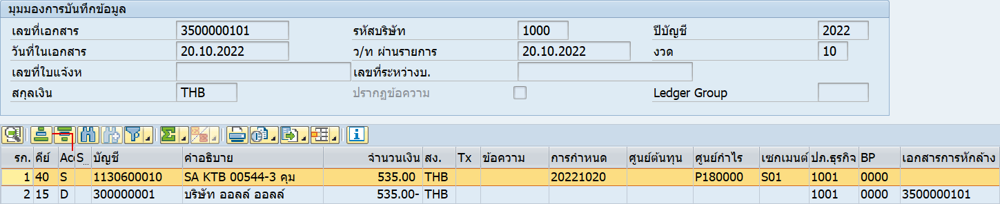 มุมมองการบันทึกข้อมูล
เลขที่เอกสาร 3500000101 รหัสบริษัท 1000 ปีบัญชี 2022
วันที่ในเอกสาร 20.10.2022 ว/ท ผ่านรายการ 20.10.2022 งวด 10
เลขที่ใบแจ้งห เลขที่ระหว่างบ.
สกุลเงิน THB ปรากฏข้อความ Ledger Group
รก. คีย์ Ac S... บัญชี คำอธิบาย จำนวนเงิน สง. Tx ข้อความ การกำหนด ศูนย์ต้นทุน ศูนย์กำไร เซกเมนต์ ปภ.ธุรกิจ BP เอกสารการหักล้าง
1 40 S 1130600010 SA KTB 00544-3 คุม 535.00 THB 20221020 P180000 S01 1001 0000
2 15 D 300000001 บริษัท ออลล์ ออลล์ 535.00- THB 1001 0000 3500000101